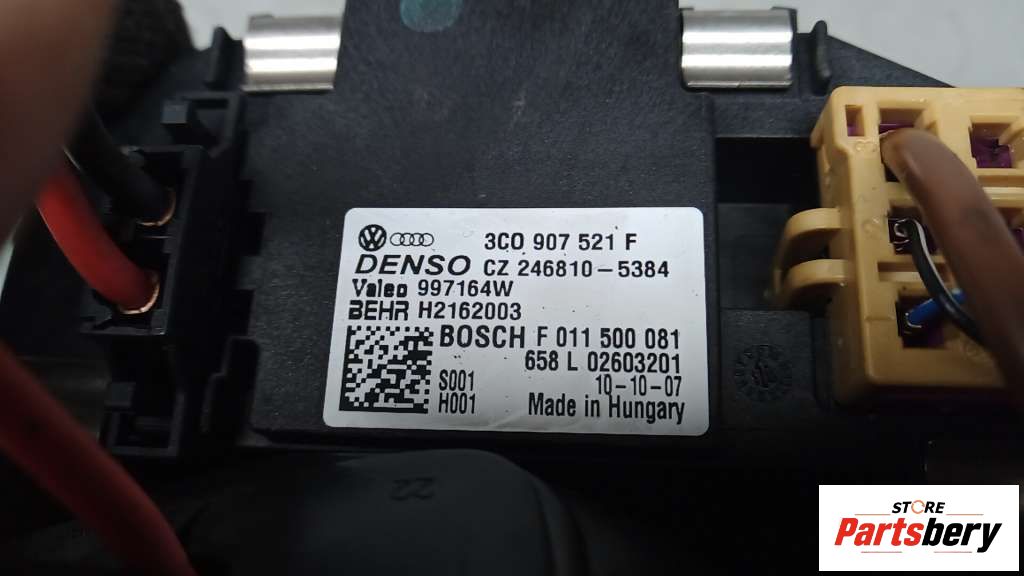 3C0 907 521 F
DENSO CZ 246810-5384
Valeo 997164W
BEHR H2162003
BOSCH F 011 500 081
658 L 02603201
S001 10-10-07
H001 Made in Hungary
22
STORE
Partsbery